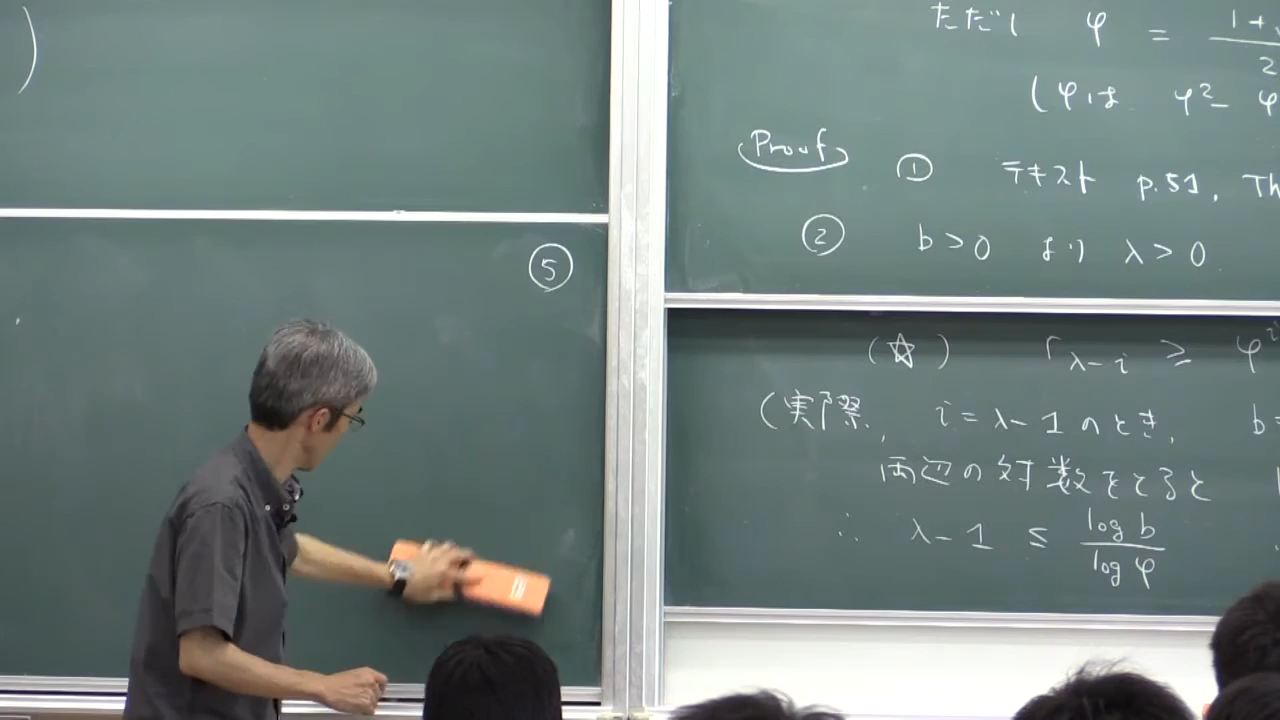 )
⑤
ただし φ = 1+√ / 2
(φは φ² - φ
Proof ① テキスト p.51, Th
② b > 0 より λ > 0
(☆) r_{λ-i} ≥ φ^i
(実際, i = λ-1 のとき, b =
両辺の対数をとると
∴ λ-1 ≤ log b / log φ